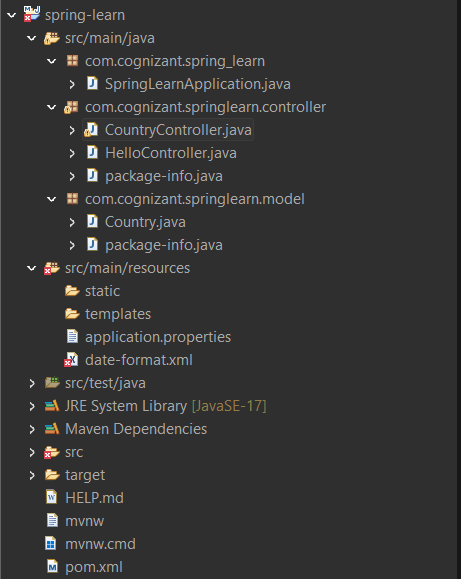 spring-learn
src/main/java
com.cognizant.spring_learn
SpringLearnApplication.java
com.cognizant.springlearn.controller
CountryController.java
HelloController.java
package-info.java
com.cognizant.springlearn.model
Country.java
package-info.java
src/main/resources
static
templates
application.properties
date-format.xml
src/test/java
JRE System Library [JavaSE-17]
Maven Dependencies
src
target
HELP.md
mvnw
mvnw.cmd
pom.xml